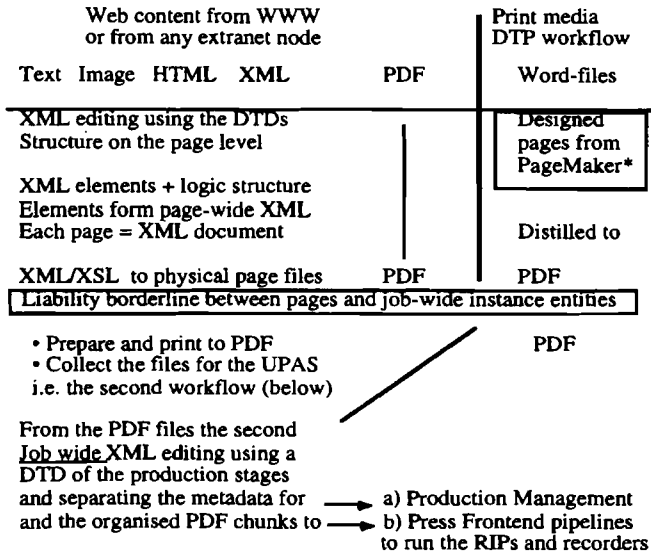 Web content from WWW
or from any extranet node
Print media
DTP workflow
Text Image HTML XML PDF Word-files
XML editing using the DTDs
Structure on the page level
Designed
pages from
PageMaker*
XML elements + logic structure
Elements form page-wide XML
Each page = XML document
Distilled to
XML/XSL to physical page files PDF PDF
Liability borderline between pages and job-wide instance entities
• Prepare and print to PDF
• Collect the files for the UPAS
i.e. the second workflow (below)
PDF
From the PDF files the second
Job wide XML editing using a
DTD of the production stages
and separating the metadata for
and the organised PDF chunks to
a) Production Management
b) Press Frontend pipelines
to run the RIPs and recorders